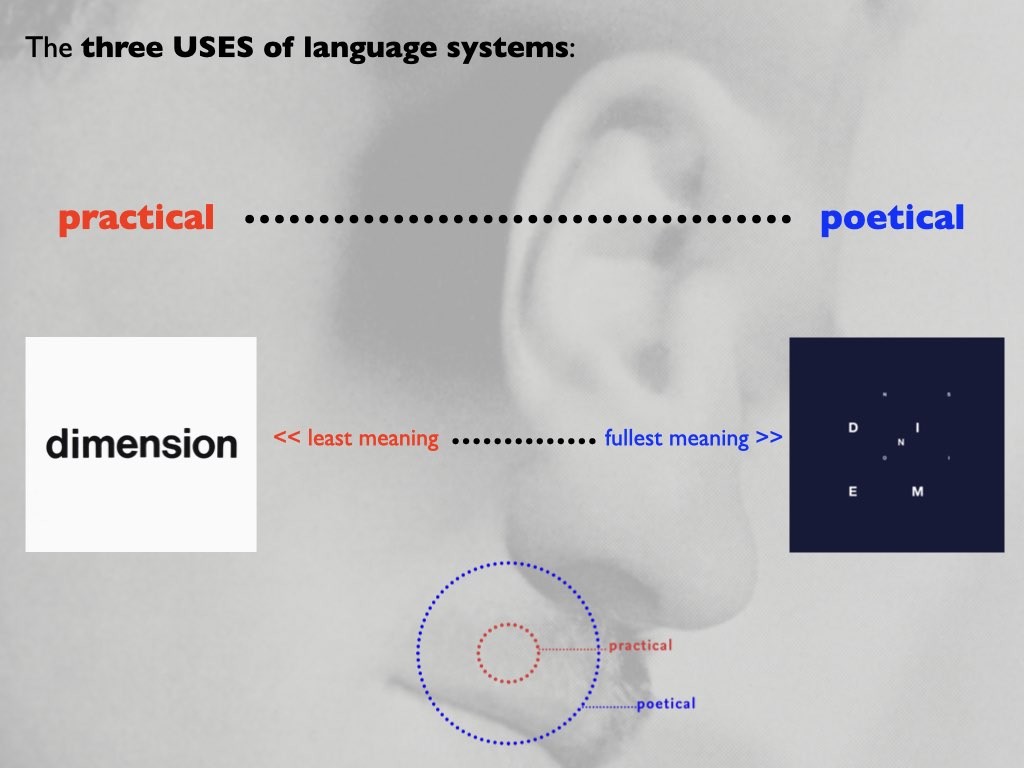 The three USES of language systems:
practical
poetical
dimension
<< least meaning
fullest meaning >>
N S
D I
N
O I
E M
practical
poetical